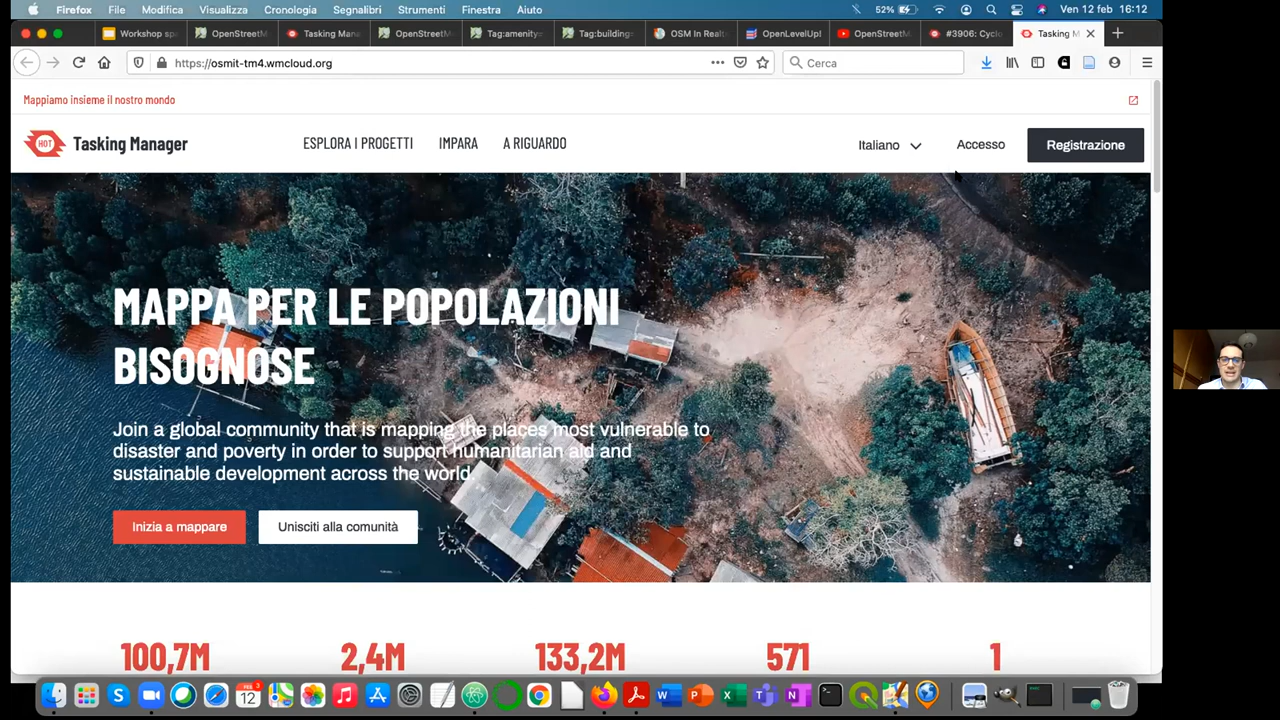 Firefox File Modifica Visualizza Cronologia Segnalibri Strumenti Finestra Aiuto 52% Ven 12 feb 16:12
Workshop spa OpenStreetM Tasking Mana OpenStreetM Tag:amenity= Tag:building= OSM In Realti OpenLevelUp! OpenStreetM #3906: Cyclo Tasking M
https://osmit-tm4.wmcloud.org Cerca
Mappiamo insieme il nostro mondo
HOT Tasking Manager ESPLORA I PROGETTI IMPARA A RIGUARDO Italiano Accesso Registrazione
MAPPA PER LE POPOLAZIONI
BISOGNOSE
Join a global community that is mapping the places most vulnerable to
disaster and poverty in order to support humanitarian aid and
sustainable development across the world.
Inizia a mappare Unisciti alla comunità
100,7M 2,4M 133,2M 571 1